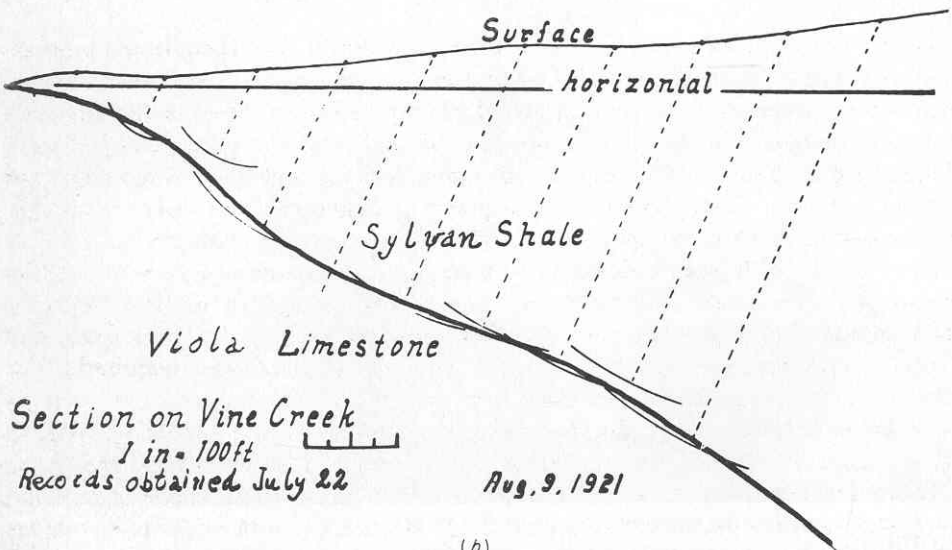 Surface
horizontal
Sylvan Shale
Viola Limestone
Section on Vine Creek
1 in = 100ft
Records obtained July 22
Aug. 9. 1921
(b)